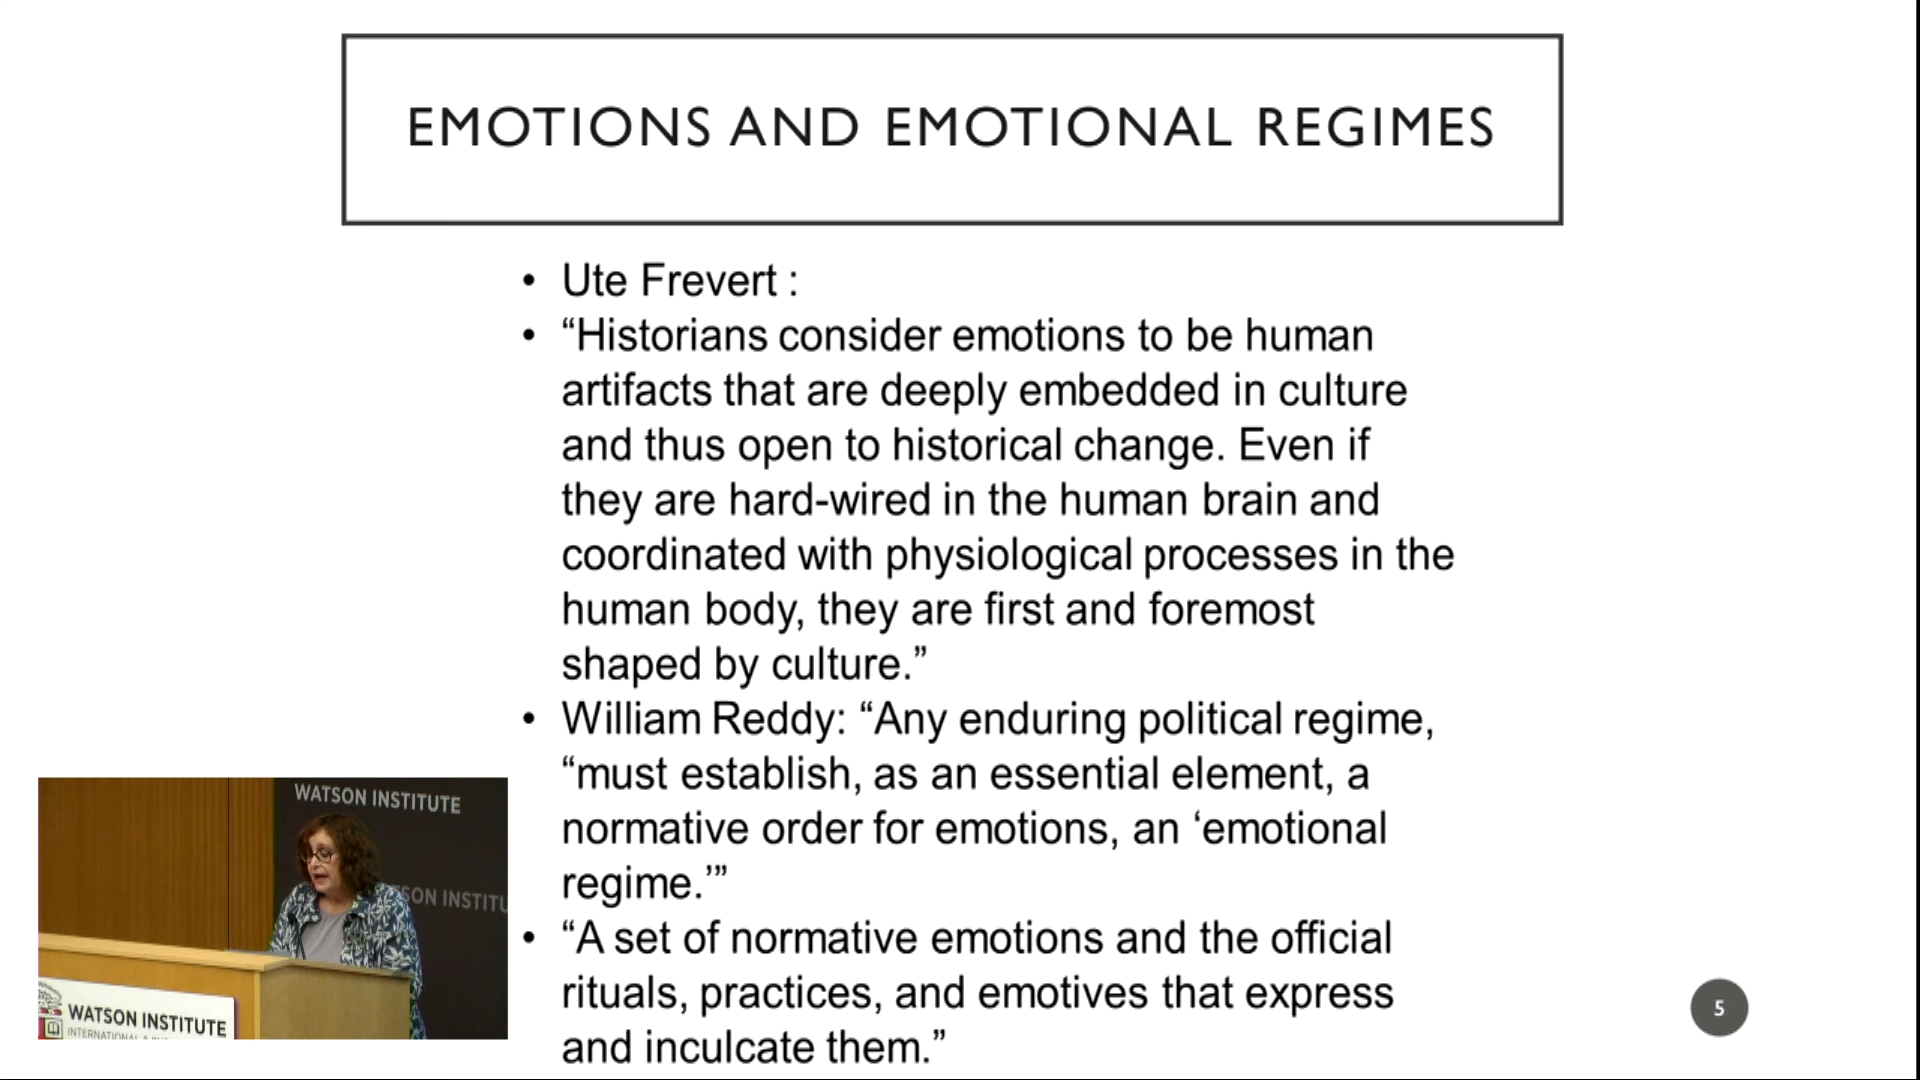 EMOTIONS AND EMOTIONAL REGIMES
• Ute Frevert :
• “Historians consider emotions to be human
artifacts that are deeply embedded in culture
and thus open to historical change. Even if
they are hard-wired in the human brain and
coordinated with physiological processes in the
human body, they are first and foremost
shaped by culture.”
• William Reddy: “Any enduring political regime,
“must establish, as an essential element, a
normative order for emotions, an ‘emotional
regime.’”
• “A set of normative emotions and the official
rituals, practices, and emotives that express
and inculcate them.”
5
WATSON INSTITUTE
SON INSTITU
WATSON INSTITUTE
INTERNATIONAL &